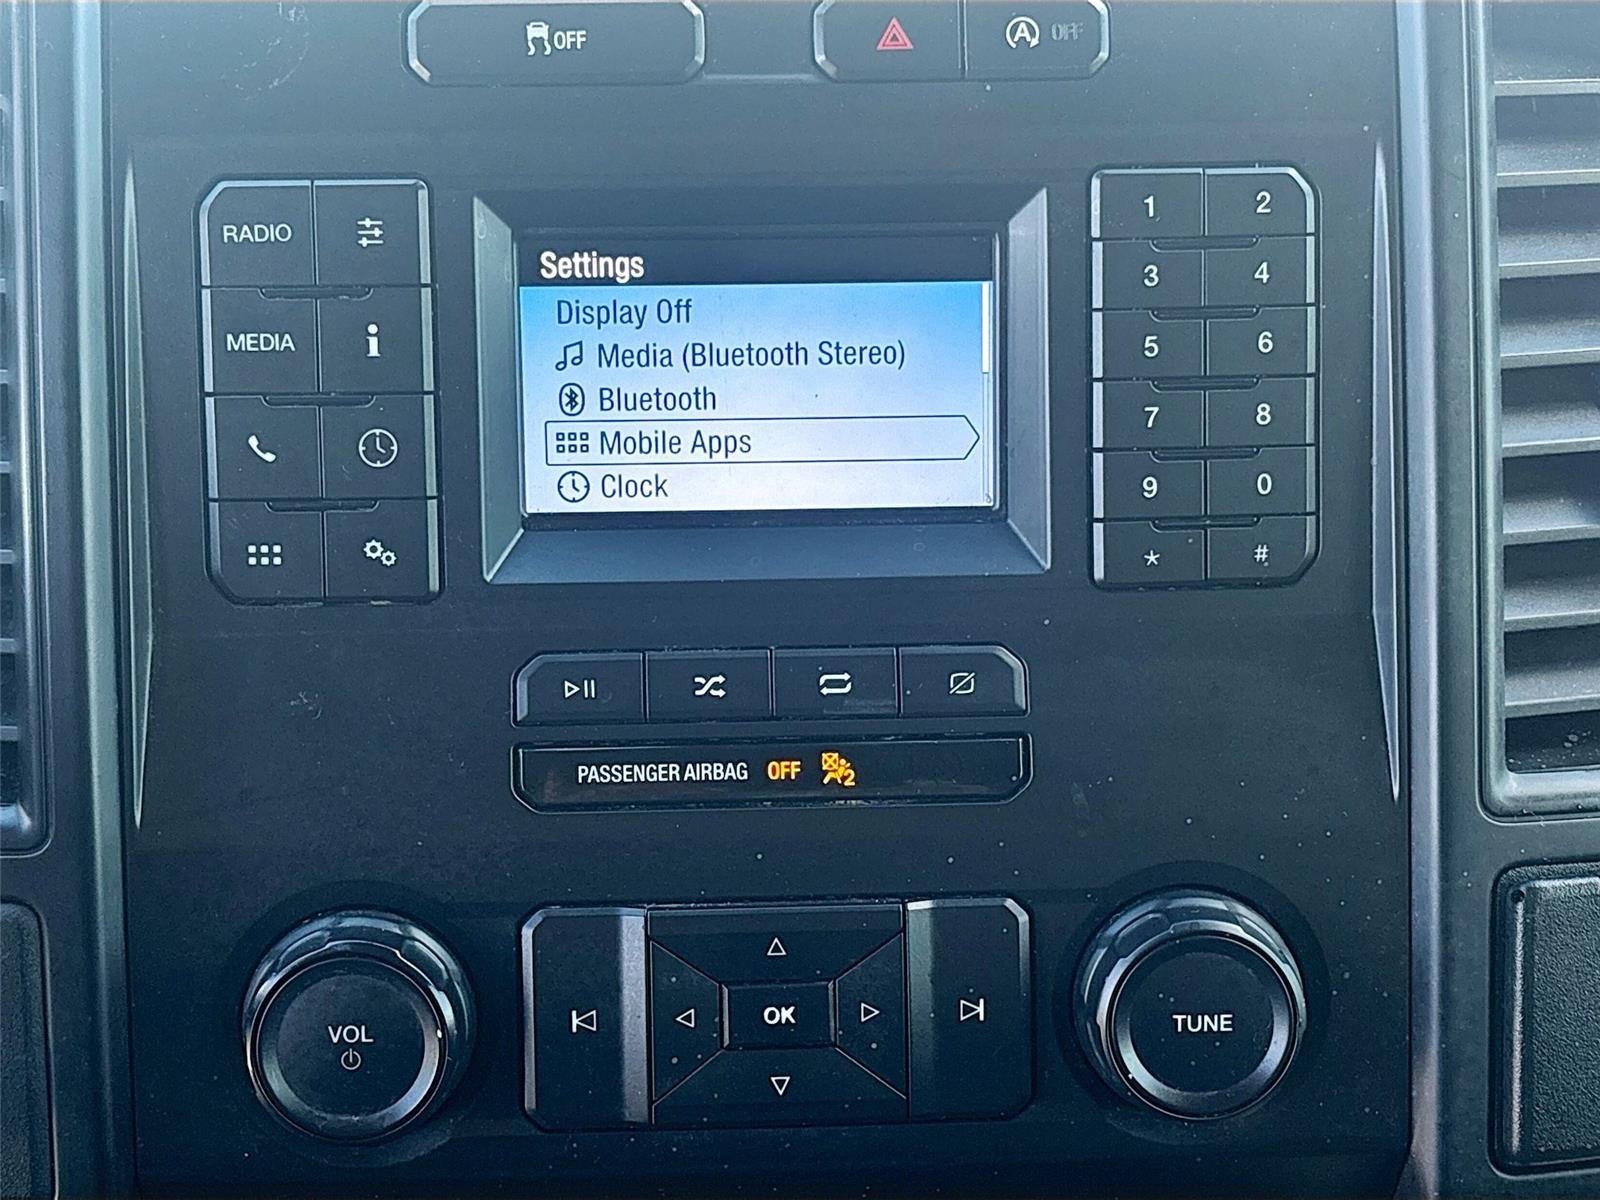 OFF
A OFF
RADIO
MEDIA
Settings
Display Off
Media (Bluetooth Stereo)
Bluetooth
Mobile Apps
Clock
1 2
3 4
5 6
7 8
9 0
* #
PASSENGER AIRBAG OFF 2
VOL
OK
TUNE